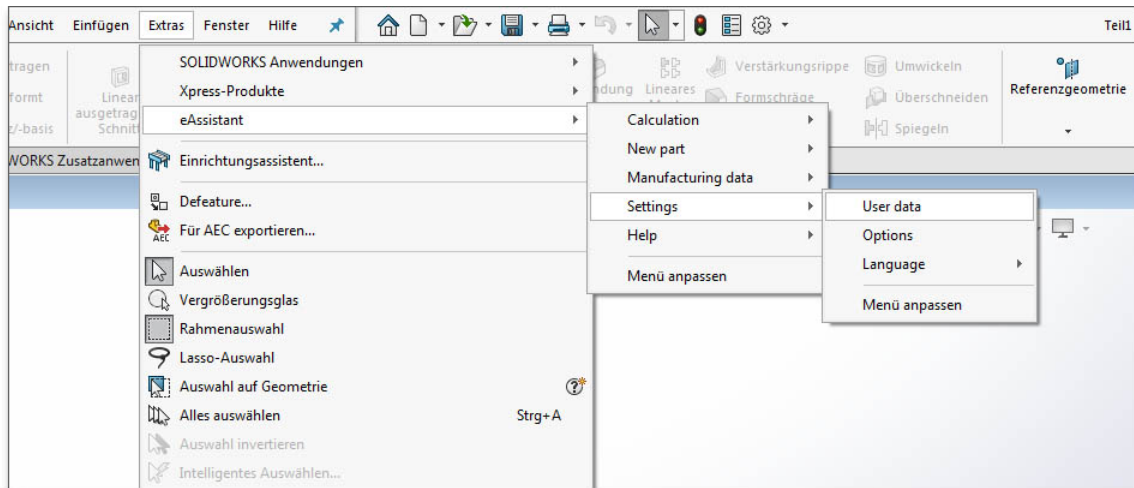 Ansicht Einfügen Extras Fenster Hilfe Teil1
tragen
formt
z/-basis
Linear
ausgetrag
Schnitt
ndung
Lineares
Verstärkungsrippe
Formschräge
Umwickeln
Überschneiden
Spiegeln
Referenzgeometrie
WORKS Zusatzanwen
SOLIDWORKS Anwendungen
Xpress-Produkte
eAssistant
Einrichtungsassistent...
Defeature...
AEC Für AEC exportieren...
Auswählen
Vergrößerungsglas
Rahmenauswahl
Lasso-Auswahl
Auswahl auf Geometrie
Alles auswählen Strg+A
Auswahl invertieren
Intelligentes Auswählen...
Calculation
New part
Manufacturing data
Settings
Help
Menü anpassen
User data
Options
Language
Menü anpassen